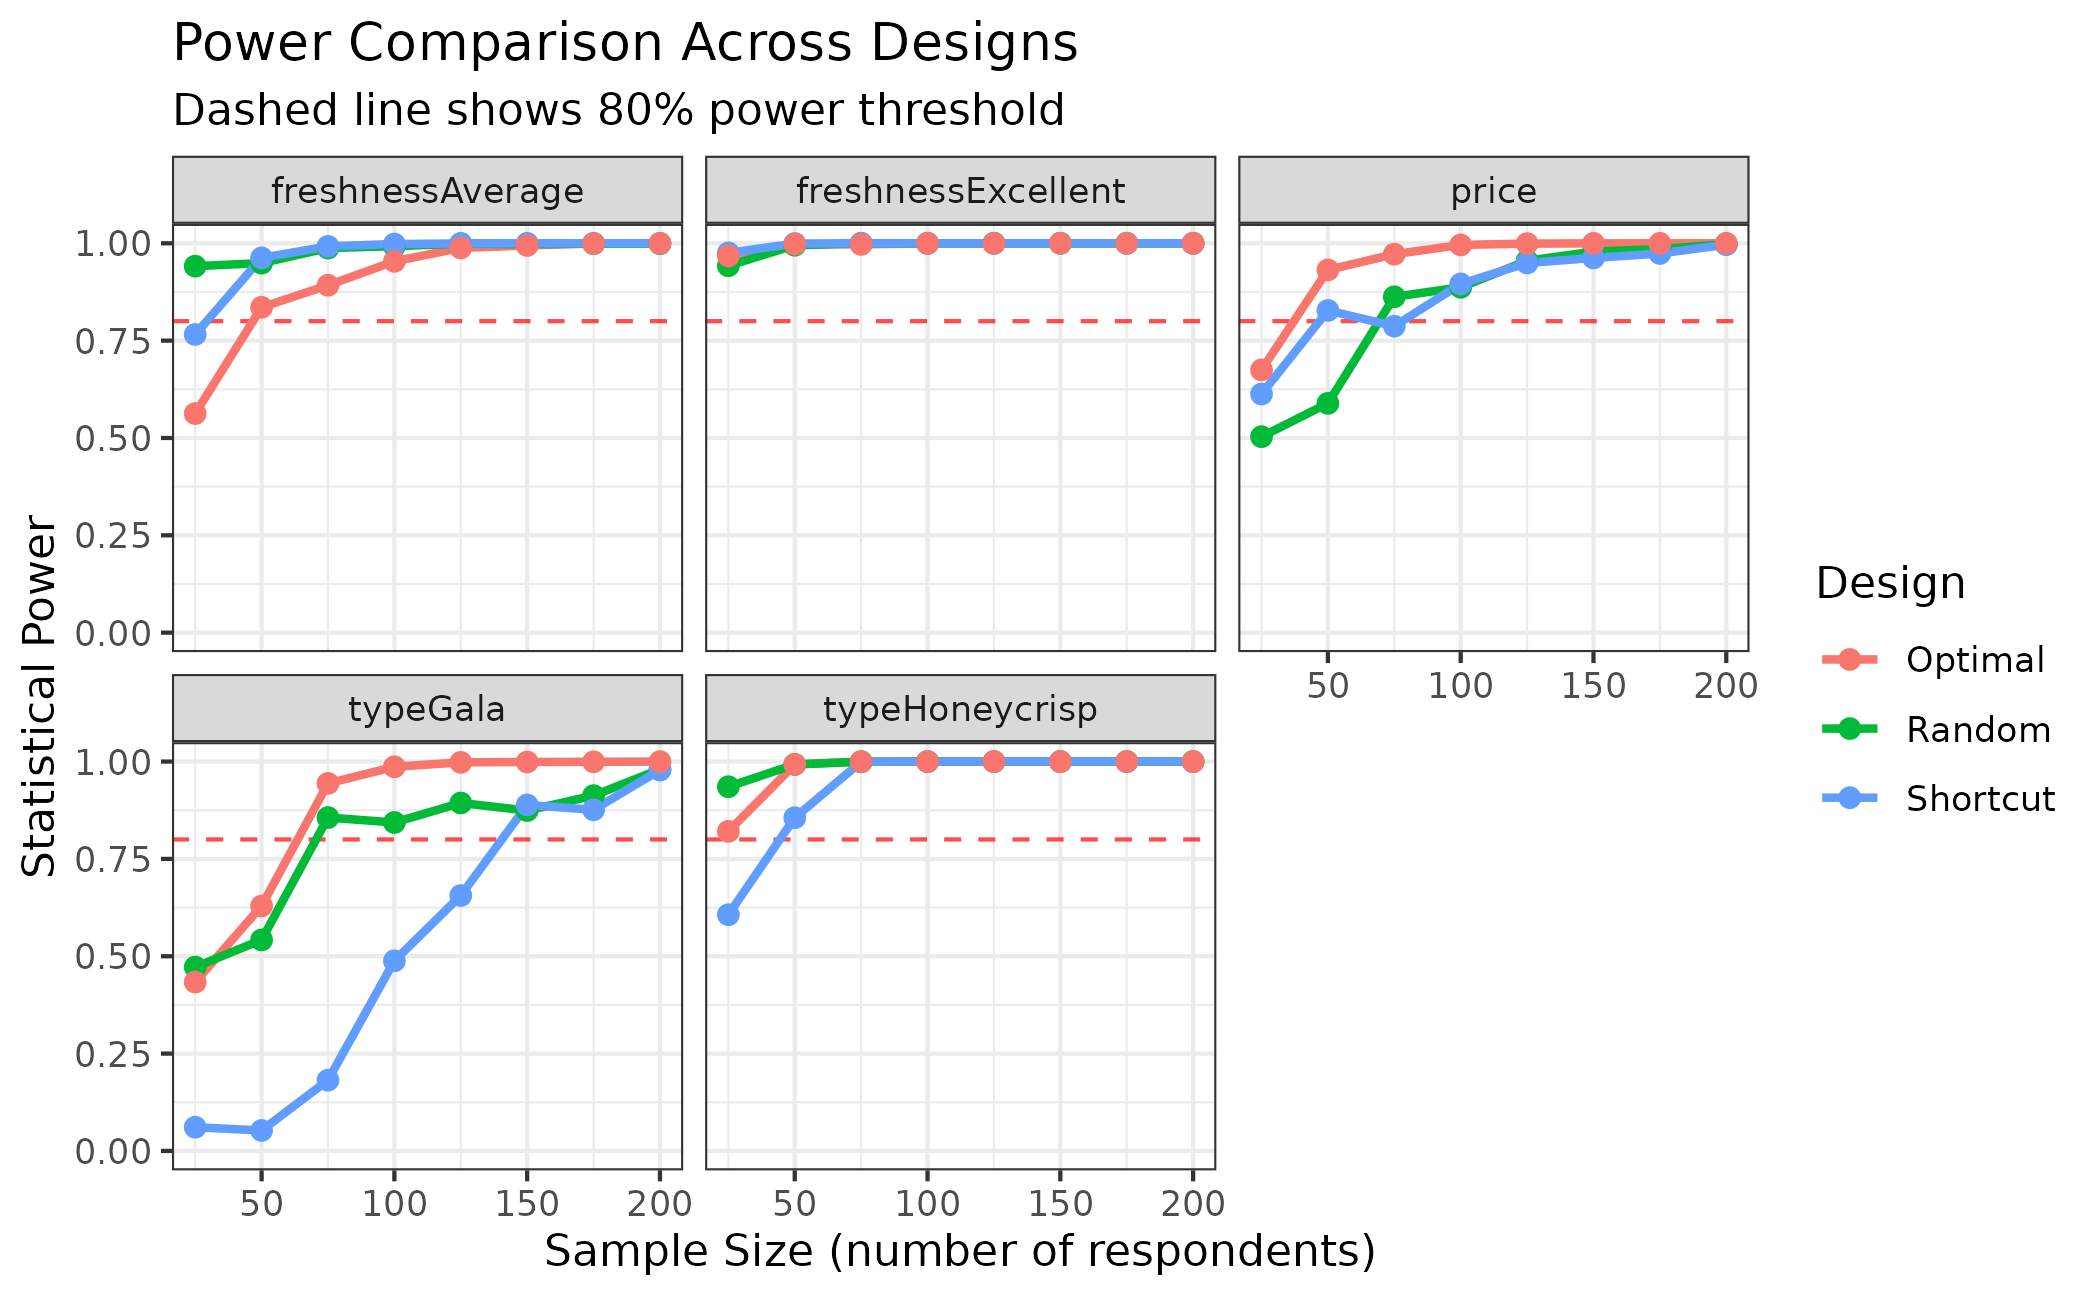 Power Comparison Across Designs
Dashed line shows 80% power threshold
freshnessAverage
freshnessExcellent
price
1.00
0.75
0.50
0.25
0.00
50 100 150 200
typeGala
typeHoneycrisp
1.00
0.75
0.50
0.25
0.00
50 100 150 200
50 100 150 200
Statistical Power
Sample Size (number of respondents)
Design
Optimal
Random
Shortcut